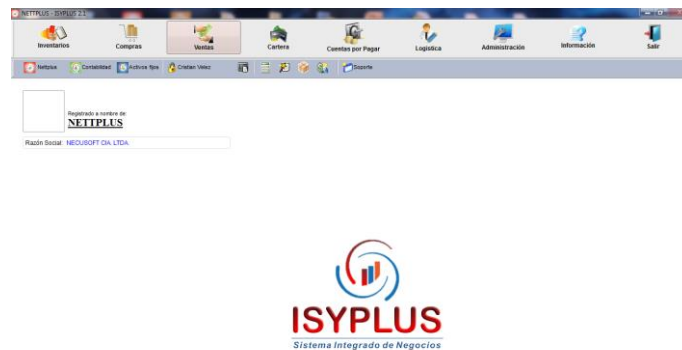 NETTPLUS - ISYPLUS 2.1
Inventarios Compras Ventas Cartera Cuentas por Pagar Logistica Administración Información Salir
Nettplus Contabilidad Activos fijos Cristian Velez Soporte
Registrado a nombre de:
NETTPLUS
Razón Social: NECUSOFT CIA. LTDA.
ISYPLUS
Sistema Integrado de Negocios